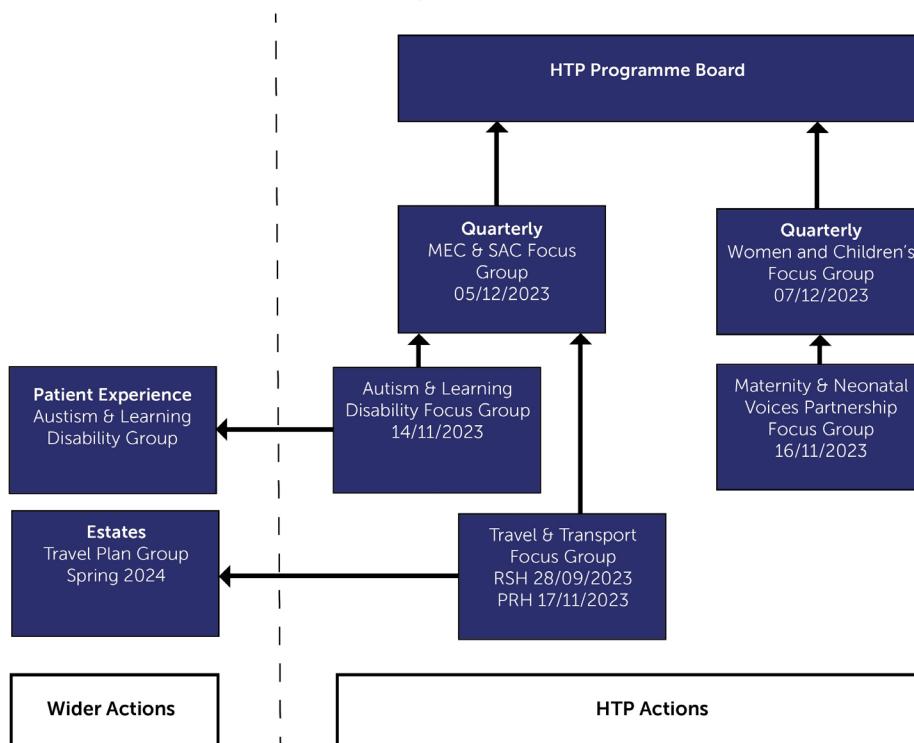 HTP Programme Board
Quarterly
MEC & SAC Focus
Group
05/12/2023
Quarterly
Women and Children’s
Focus Group
07/12/2023
Patient Experience
Austism & Learning
Disability Group
Autism & Learning
Disability Focus Group
14/11/2023
Maternity & Neonatal
Voices Partnership
Focus Group
16/11/2023
Estates
Travel Plan Group
Spring 2024
Travel & Transport
Focus Group
RSH 28/09/2023
PRH 17/11/2023
Wider Actions
HTP Actions